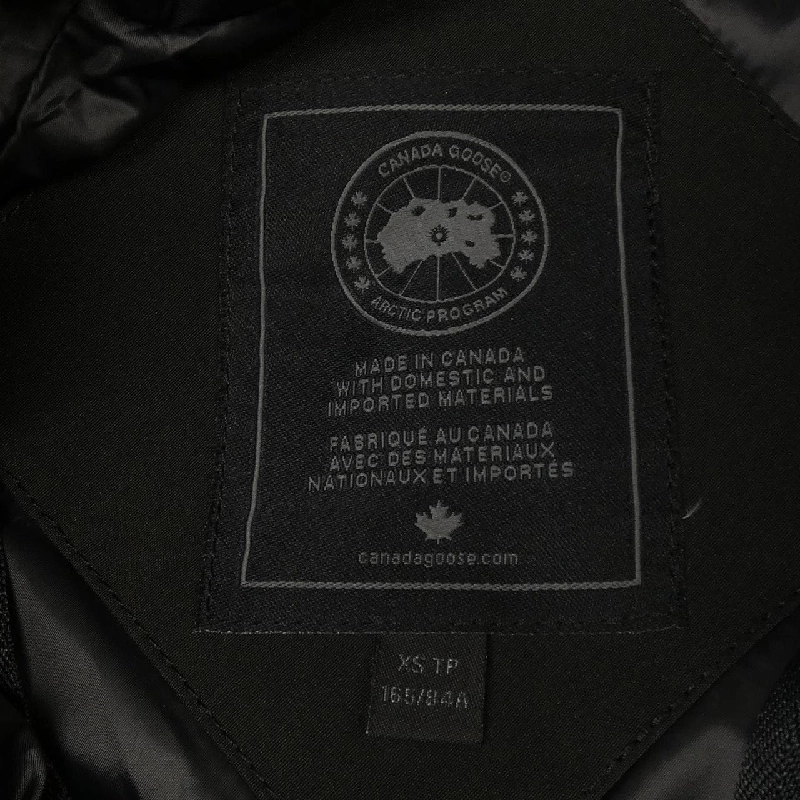 CANADA GOOSE®
ARCTIC PROGRAM
MADE IN CANADA
WITH DOMESTIC AND
IMPORTED MATERIALS
FABRIQUÉ AU CANADA
AVEC DES MATERIAUX
NATIONAUX ET IMPORTÉS
canadagoose.com
XS TP
165/84A